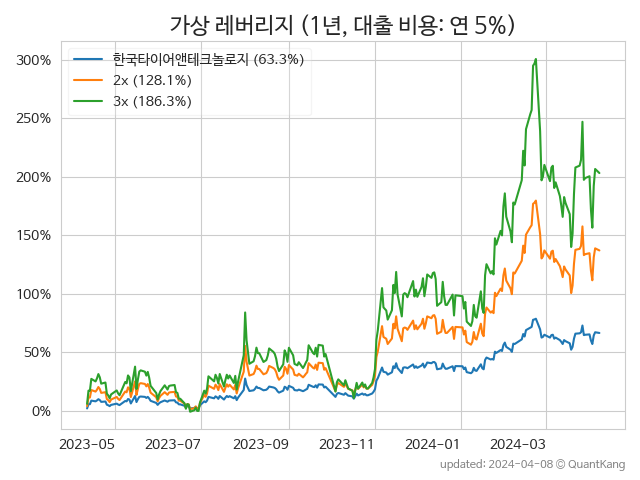 가상 레버리지 (1년, 대출 비용: 연 5%)
한국타이어앤테크놀로지 (63.3%)
2x (128.1%)
3x (186.3%)
300%
250%
200%
150%
100%
50%
0%
2023-05 2023-07 2023-09 2023-11 2024-01 2024-03
updated: 2024-04-08 © QuantKang